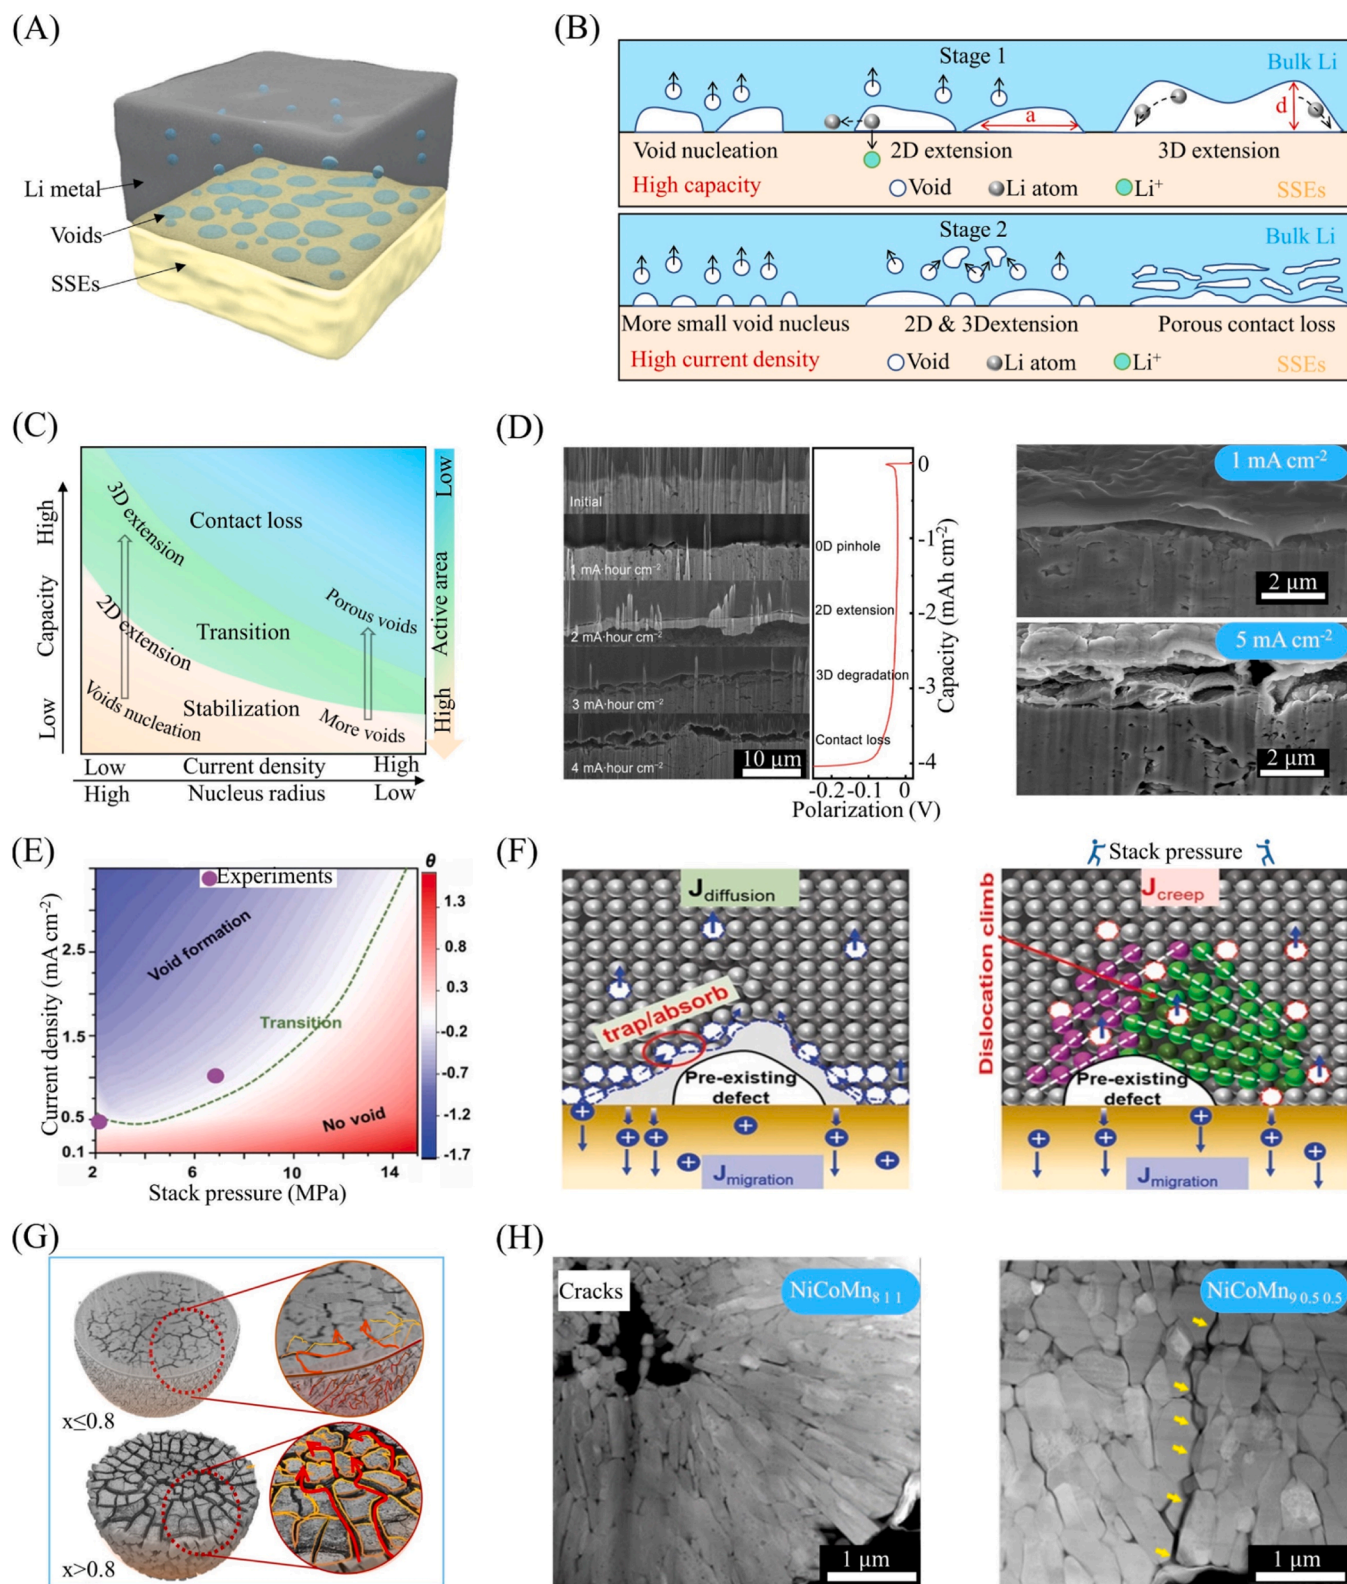 (A)
Li metal
Voids
SSEs
(B)
Stage 1
Bulk Li
d
a
Void nucleation
2D extension
3D extension
High capacity
Void
Li atom
Li⁺
SSEs
Stage 2
Bulk Li
More small void nucleus
2D & 3Dextension
Porous contact loss
High current density
Void
Li atom
Li⁺
SSEs
(C)
Capacity
High
Low
3D extension
Contact loss
2D extension
Transition
Porous voids
Voids nucleation
Stabilization
More voids
Low
Active area
High
Low
Current density
High
High
Nucleus radius
Low
(D)
Initial
1 mA·hour cm⁻²
2 mA·hour cm⁻²
3 mA·hour cm⁻²
4 mA·hour cm⁻²
10 μm
0D pinhole
2D extension
3D degradation
Contact loss
0
-1
-2
-3
-4
Capacity (mAh cm⁻²)
-0.2
-0.1
0
Polarization (V)
1 mA cm⁻²
2 μm
5 mA cm⁻²
2 μm
(E)
θ
Experiments
Void formation
Transition
No void
Current density (mA cm⁻²)
2.5
1.5
0.5
0.1
2
6
10
14
Stack pressure (MPa)
1.3
0.8
0.3
-0.2
-0.7
-1.2
-1.7
(F)
J diffusion
trap/absorb
Pre-existing
defect
J migration
Stack pressure
J creep
Dislocation climb
Pre-existing
defect
J migration
(G)
x≤0.8
x>0.8
(H)
Cracks
NiCoMn₈ ₁ ₁
1 μm
NiCoMn₉ ₀.₅ ₀.₅
1 μm